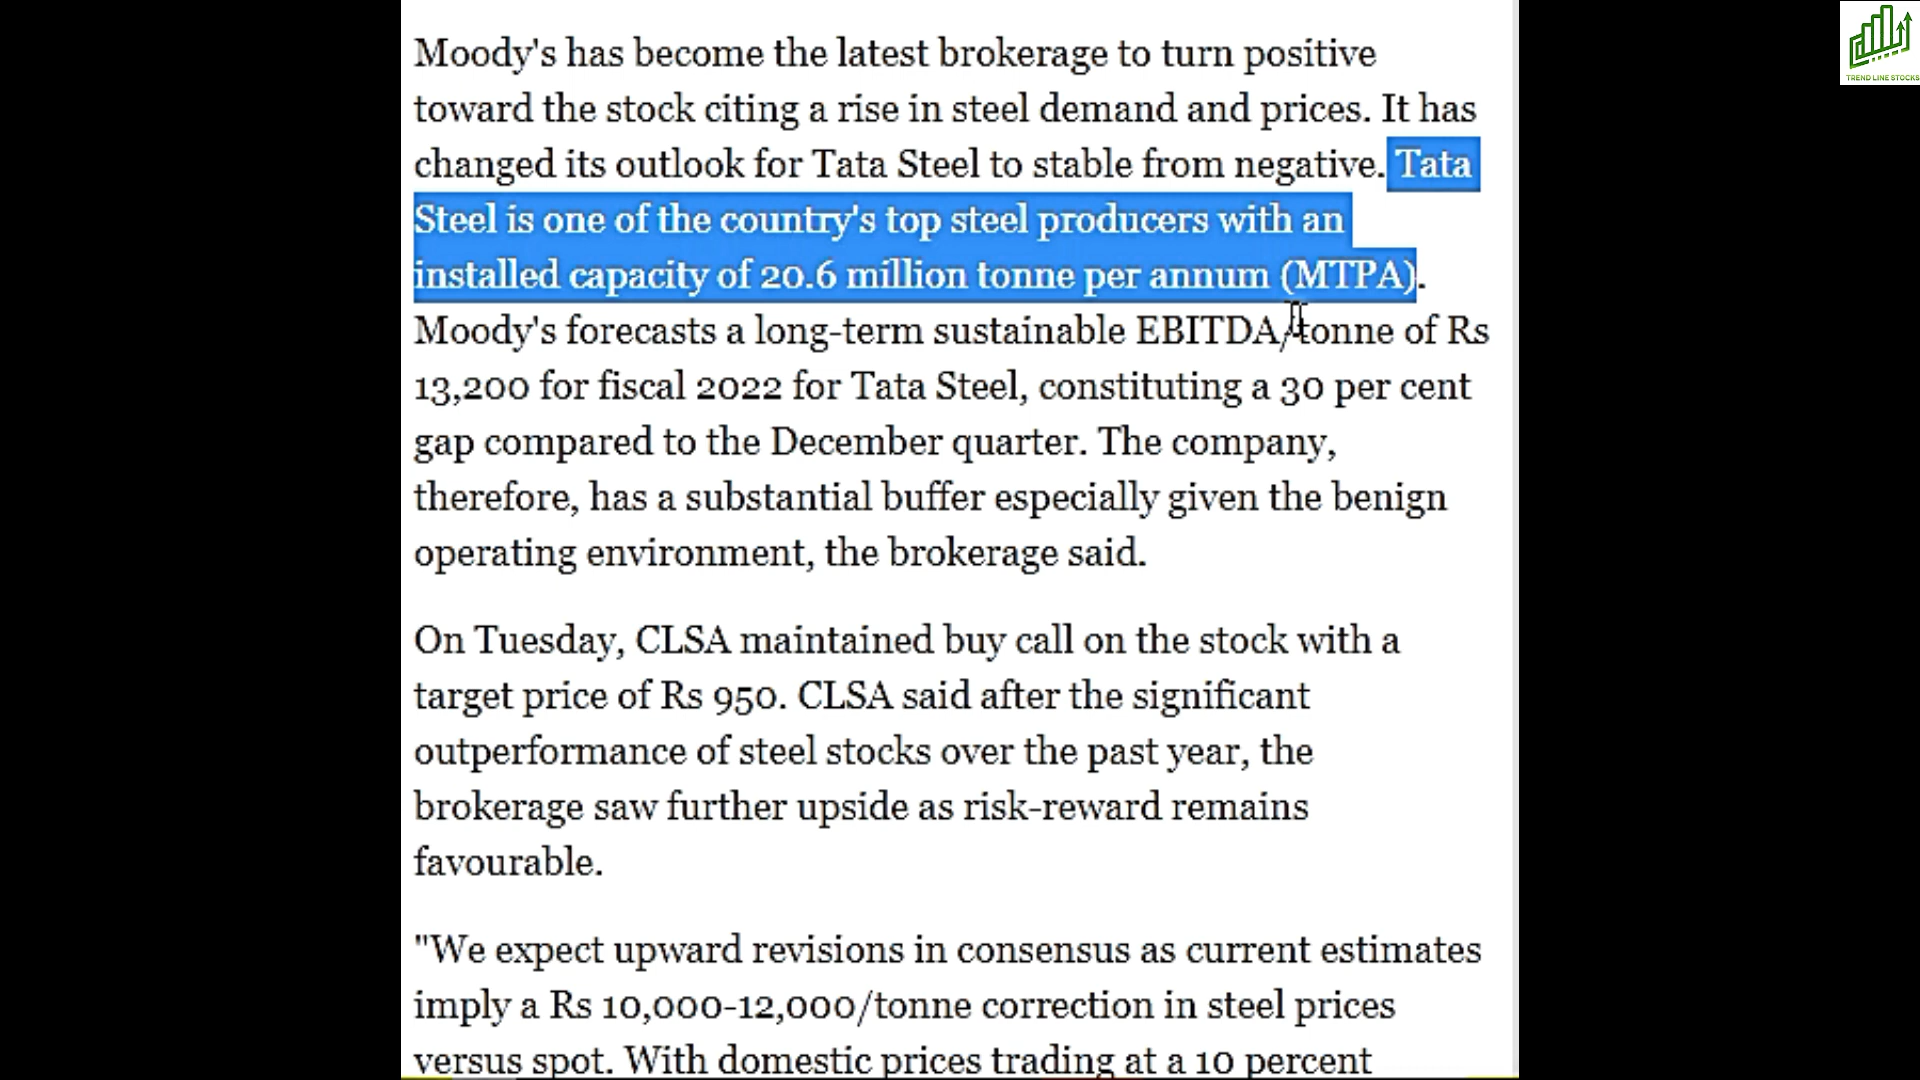 Moody's has become the latest brokerage to turn positive
toward the stock citing a rise in steel demand and prices. It has
changed its outlook for Tata Steel to stable from negative. Tata
Steel is one of the country's top steel producers with an
installed capacity of 20.6 million tonne per annum (MTPA).
Moody's forecasts a long-term sustainable EBITDA/tonne of Rs
13,200 for fiscal 2022 for Tata Steel, constituting a 30 per cent
gap compared to the December quarter. The company,
therefore, has a substantial buffer especially given the benign
operating environment, the brokerage said.
On Tuesday, CLSA maintained buy call on the stock with a
target price of Rs 950. CLSA said after the significant
outperformance of steel stocks over the past year, the
brokerage saw further upside as risk-reward remains
favourable.
"We expect upward revisions in consensus as current estimates
imply a Rs 10,000-12,000/tonne correction in steel prices
versus spot. With domestic prices trading at a 10 percent
TREND LINE STOCKS